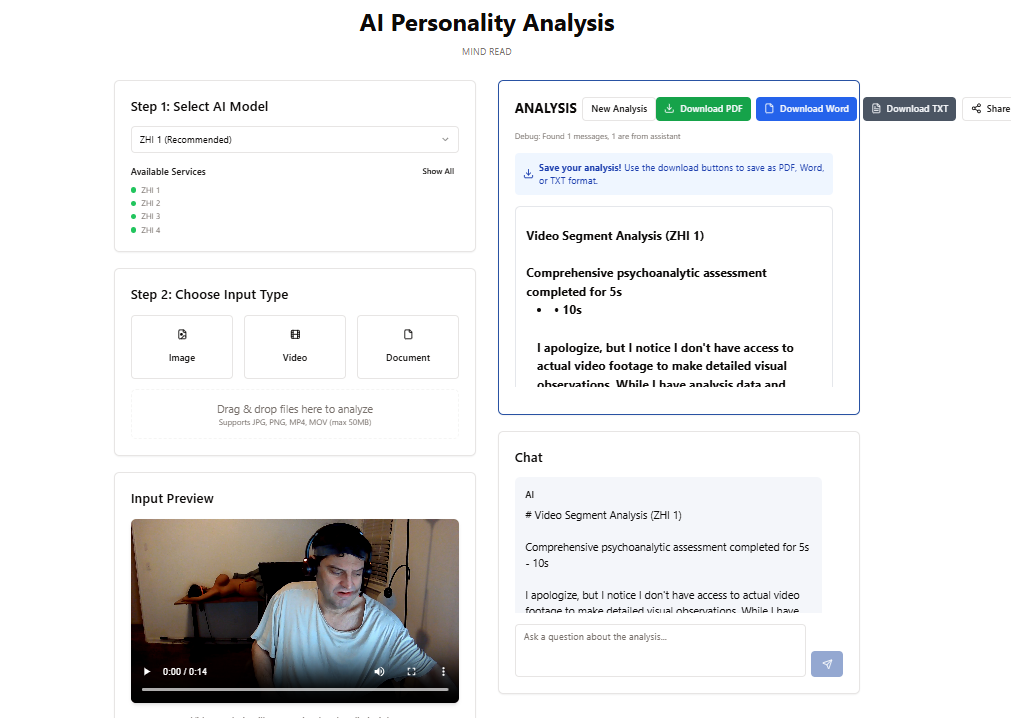 AI Personality Analysis
MIND READ
Step 1: Select AI Model
ZHI 1 (Recommended)
Available Services
Show All
ZHI 1
ZHI 2
ZHI 3
ZHI 4
Step 2: Choose Input Type
Image
Video
Document
Drag & drop files here to analyze
Supports JPG, PNG, MP4, MOV (max 50MB)
Input Preview
0:00 / 0:14
ANALYSIS
New Analysis
Download PDF
Download Word
Download TXT
Share
Debug: Found 1 messages, 1 are from assistant
Save your analysis! Use the download buttons to save as PDF, Word,
or TXT format.
Video Segment Analysis (ZHI 1)
Comprehensive psychoanalytic assessment
completed for 5s
• • 10s
I apologize, but I notice I don't have access to
actual video footage to make detailed visual
observations. While I have analysis data and
Chat
AI
# Video Segment Analysis (ZHI 1)
Comprehensive psychoanalytic assessment completed for 5s
- 10s
I apologize, but I notice I don't have access to actual video
footage to make detailed visual observations. While I have
Ask a question about the analysis...